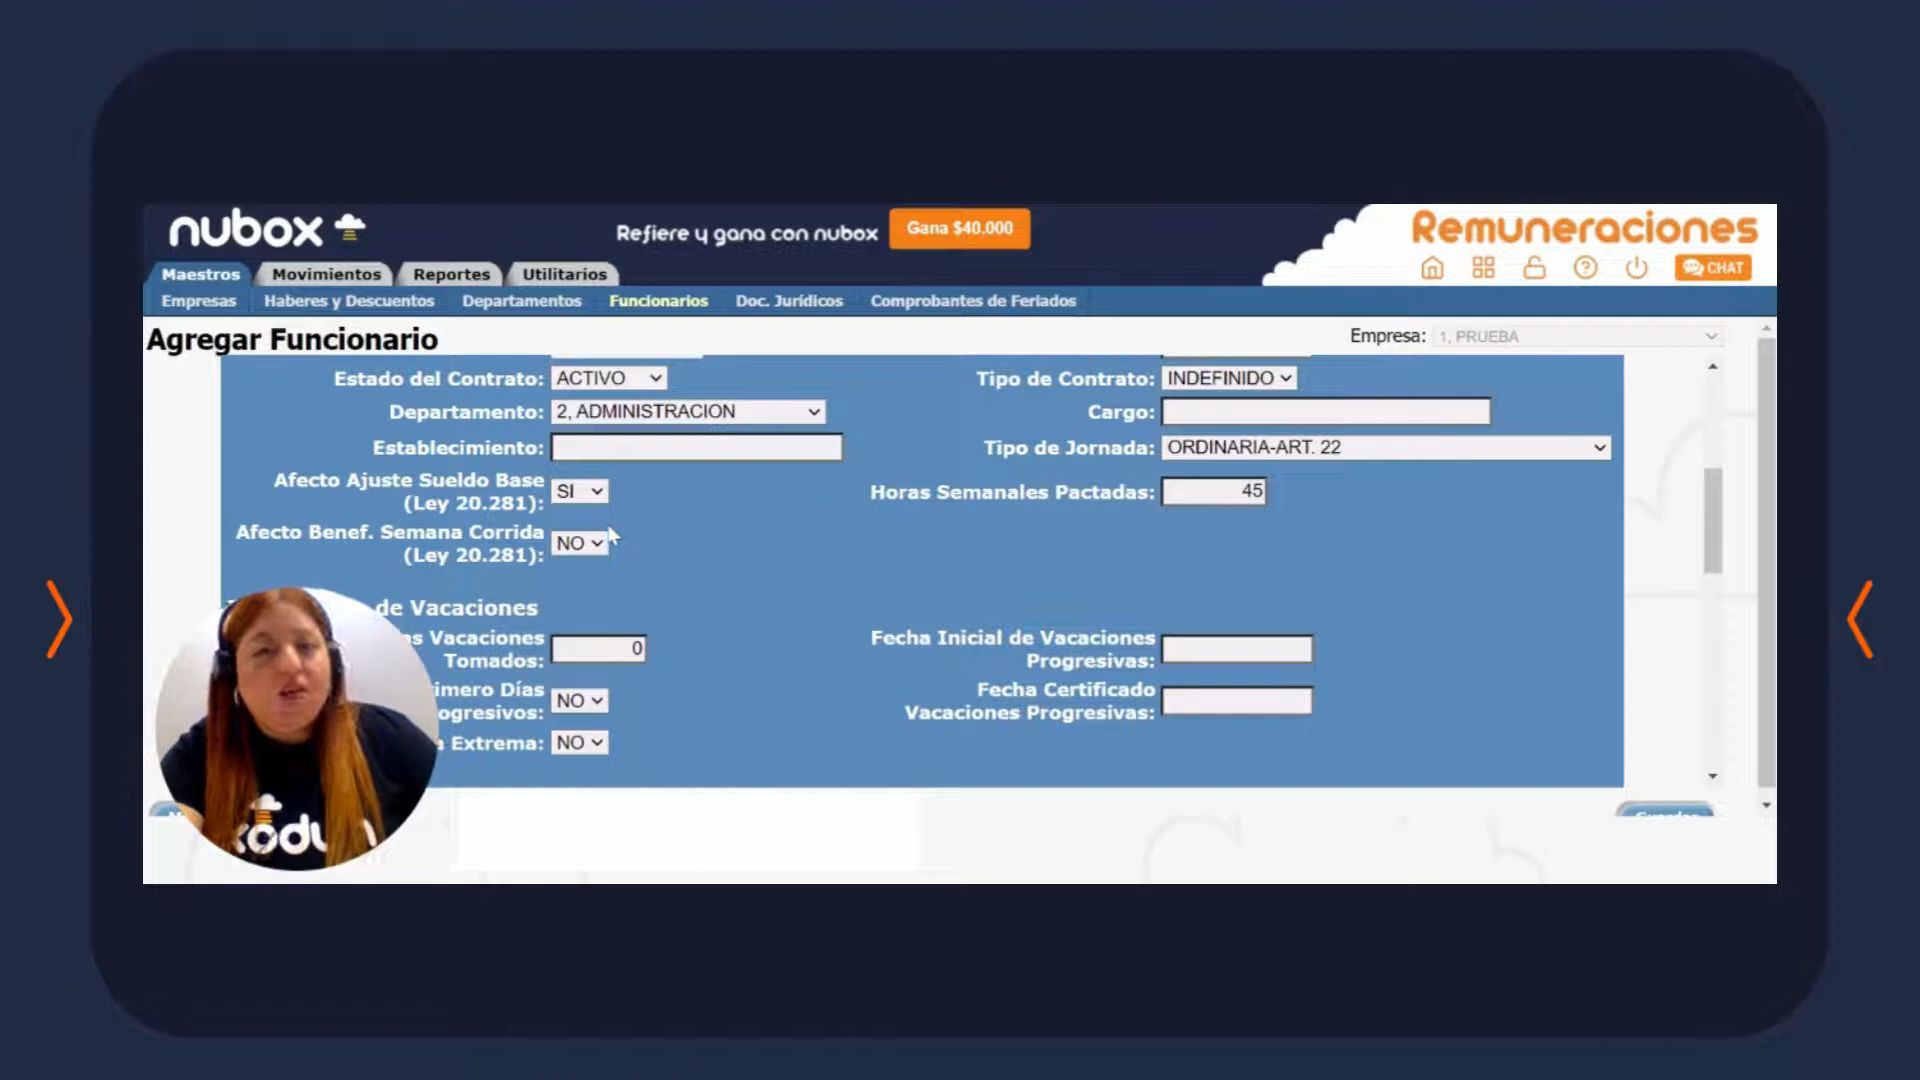 nubox
Refiere y gana con nubox
Gana $40.000
Remuneraciones
CHAT
Maestros
Movimientos
Reportes
Utilitarios
Empresas
Haberes y Descuentos
Departamentos
Funcionarios
Doc. Jurídicos
Comprobantes de Feriados
Agregar Funcionario
Empresa: 1, PRUEBA
Estado del Contrato: ACTIVO
Tipo de Contrato: INDEFINIDO
Departamento: 2, ADMINISTRACION
Cargo:
Establecimiento:
Tipo de Jornada: ORDINARIA-ART. 22
Afecto Ajuste Sueldo Base
(Ley 20.281): SI
Horas Semanales Pactadas: 45
Afecto Benef. Semana Corrida
(Ley 20.281): NO
de Vacaciones
as Vacaciones
Tomados: 0
Fecha Inicial de Vacaciones
Progresivas:
imero Días
ogresivos: NO
Fecha Certificado
Vacaciones Progresivas:
a Extrema: NO